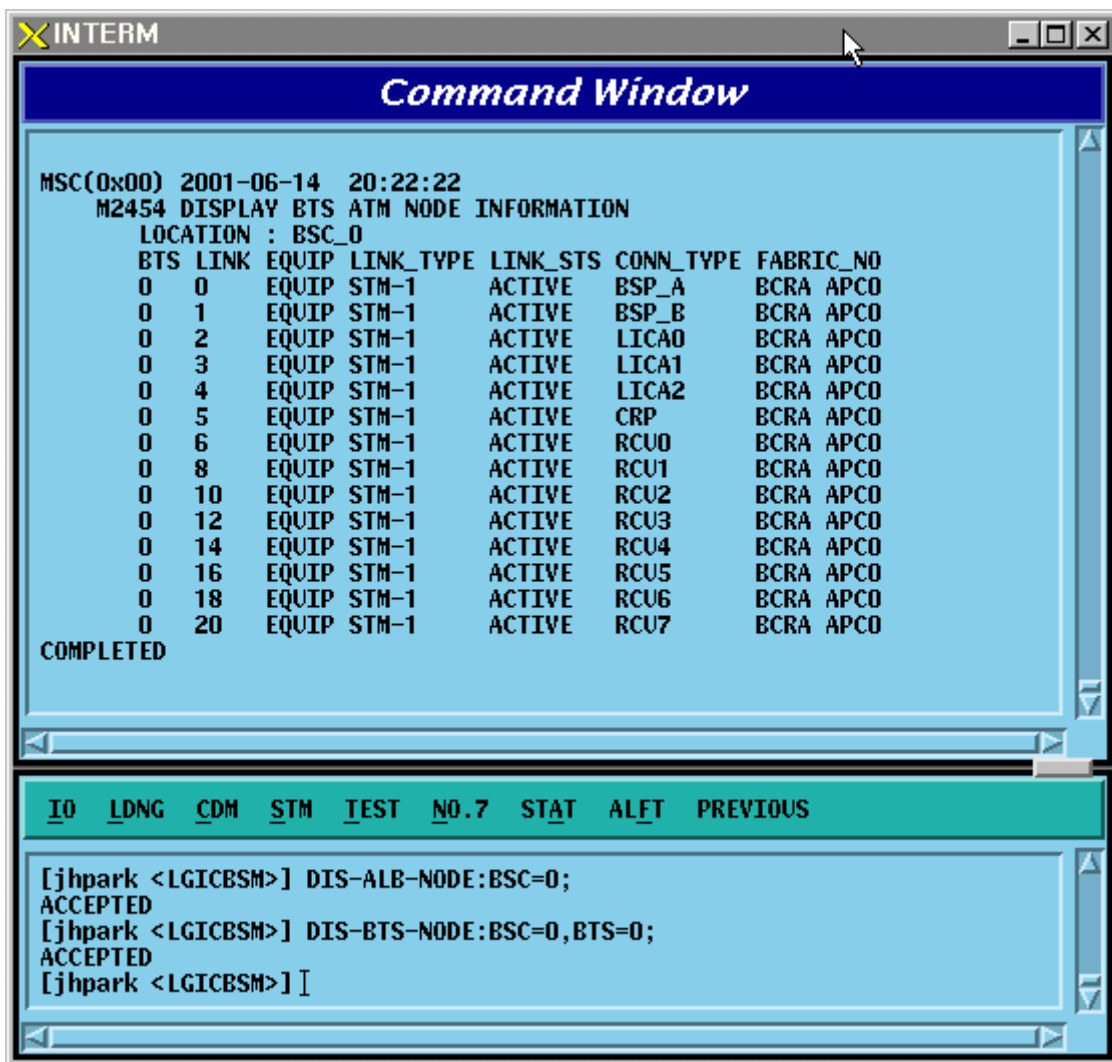 INTERM
Command Window
MSC(0x00) 2001-06-14 20:22:22
M2454 DISPLAY BTS ATM NODE INFORMATION
LOCATION : BSC_0
BTS LINK EQUIP LINK_TYPE LINK_STS CONN_TYPE FABRIC_NO
0 0 EQUIP STM-1 ACTIVE BSP_A BCRA APC0
0 1 EQUIP STM-1 ACTIVE BSP_B BCRA APC0
0 2 EQUIP STM-1 ACTIVE LICA0 BCRA APC0
0 3 EQUIP STM-1 ACTIVE LICA1 BCRA APC0
0 4 EQUIP STM-1 ACTIVE LICA2 BCRA APC0
0 5 EQUIP STM-1 ACTIVE CRP BCRA APC0
0 6 EQUIP STM-1 ACTIVE RCU0 BCRA APC0
0 8 EQUIP STM-1 ACTIVE RCU1 BCRA APC0
0 10 EQUIP STM-1 ACTIVE RCU2 BCRA APC0
0 12 EQUIP STM-1 ACTIVE RCU3 BCRA APC0
0 14 EQUIP STM-1 ACTIVE RCU4 BCRA APC0
0 16 EQUIP STM-1 ACTIVE RCU5 BCRA APC0
0 18 EQUIP STM-1 ACTIVE RCU6 BCRA APC0
0 20 EQUIP STM-1 ACTIVE RCU7 BCRA APC0
COMPLETED
IO LDNG CDM STM TEST NO.7 STAT ALFT PREVIOUS
[jhpark <LGICBSM>] DIS-ALB-NODE:BSC=0;
ACCEPTED
[jhpark <LGICBSM>] DIS-BTS-NODE:BSC=0,BTS=0;
ACCEPTED
[jhpark <LGICBSM>]